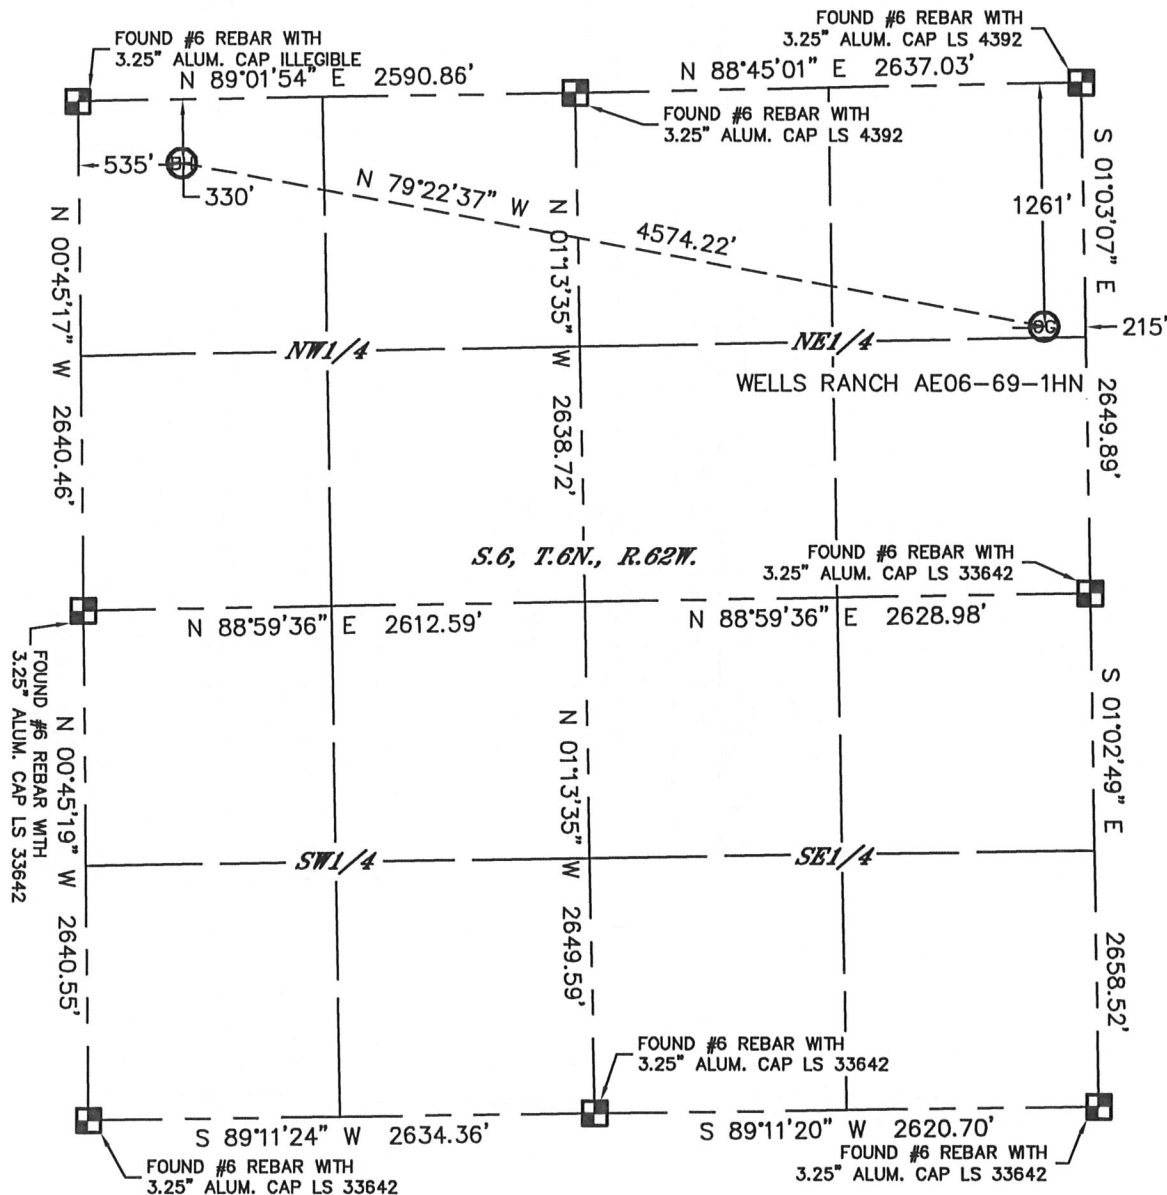 FOUND #6 REBAR WITH
3.25" ALUM. CAP ILLEGIBLE
N 89°01'54" E 2590.86'
FOUND #6 REBAR WITH
3.25" ALUM. CAP LS 4392
N 88°45'01" E 2637.03'
FOUND #6 REBAR WITH
3.25" ALUM. CAP LS 4392
535'
330'
N 79°22'37" W 4574.22'
1261'
215'
S 01°03'07" E 2649.89'
N 00°45'17" W 2640.46'
N 01°13'35" W 2638.72'
NW1/4
NE1/4
WELLS RANCH AE06-69-1HN
S.6, T.6N., R.62W.
FOUND #6 REBAR WITH
3.25" ALUM. CAP LS 33642
N 88°59'36" E 2612.59'
N 88°59'36" E 2628.98'
FOUND #6 REBAR WITH
3.25" ALUM. CAP LS 33642
N 00°45'19" W 2640.55'
N 01°13'35" W 2649.59'
S 01°02'49" E 2658.52'
SW1/4
SE1/4
FOUND #6 REBAR WITH
3.25" ALUM. CAP LS 33642
S 89°11'24" W 2634.36'
S 89°11'20" W 2620.70'
FOUND #6 REBAR WITH
3.25" ALUM. CAP LS 33642
FOUND #6 REBAR WITH
3.25" ALUM. CAP LS 33642